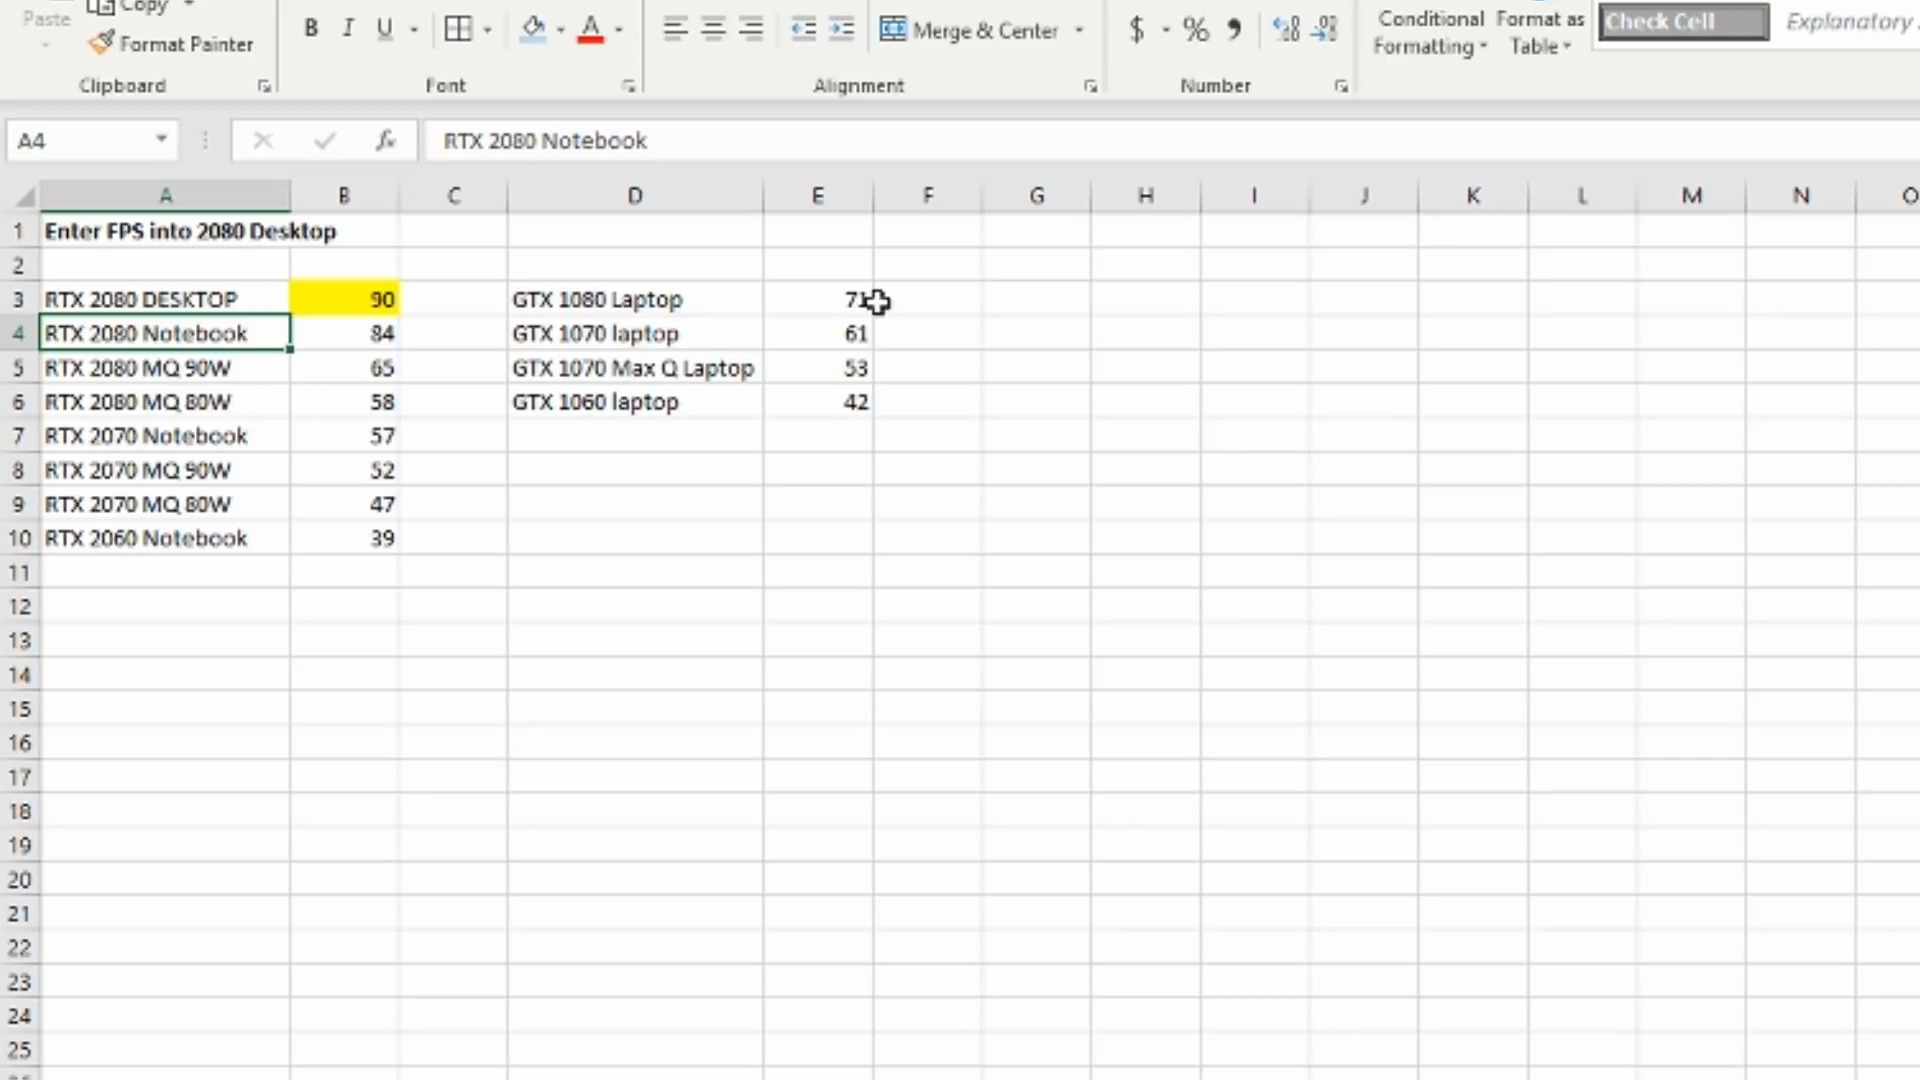 Paste
Copy
Format Painter
B I U
A
Merge & Center
$ % 9
Conditional
Formatting
Format as
Table
Check Cell
Explanatory
Clipboard
Font
Alignment
Number
A4
fx
RTX 2080 Notebook
A B C D E F G H I J K L M N O
1 Enter FPS into 2080 Desktop
2
3 RTX 2080 DESKTOP 90 GTX 1080 Laptop 71
4 RTX 2080 Notebook 84 GTX 1070 laptop 61
5 RTX 2080 MQ 90W 65 GTX 1070 Max Q Laptop 53
6 RTX 2080 MQ 80W 58 GTX 1060 laptop 42
7 RTX 2070 Notebook 57
8 RTX 2070 MQ 90W 52
9 RTX 2070 MQ 80W 47
10 RTX 2060 Notebook 39
11
12
13
14
15
16
17
18
19
20
21
22
23
24
25